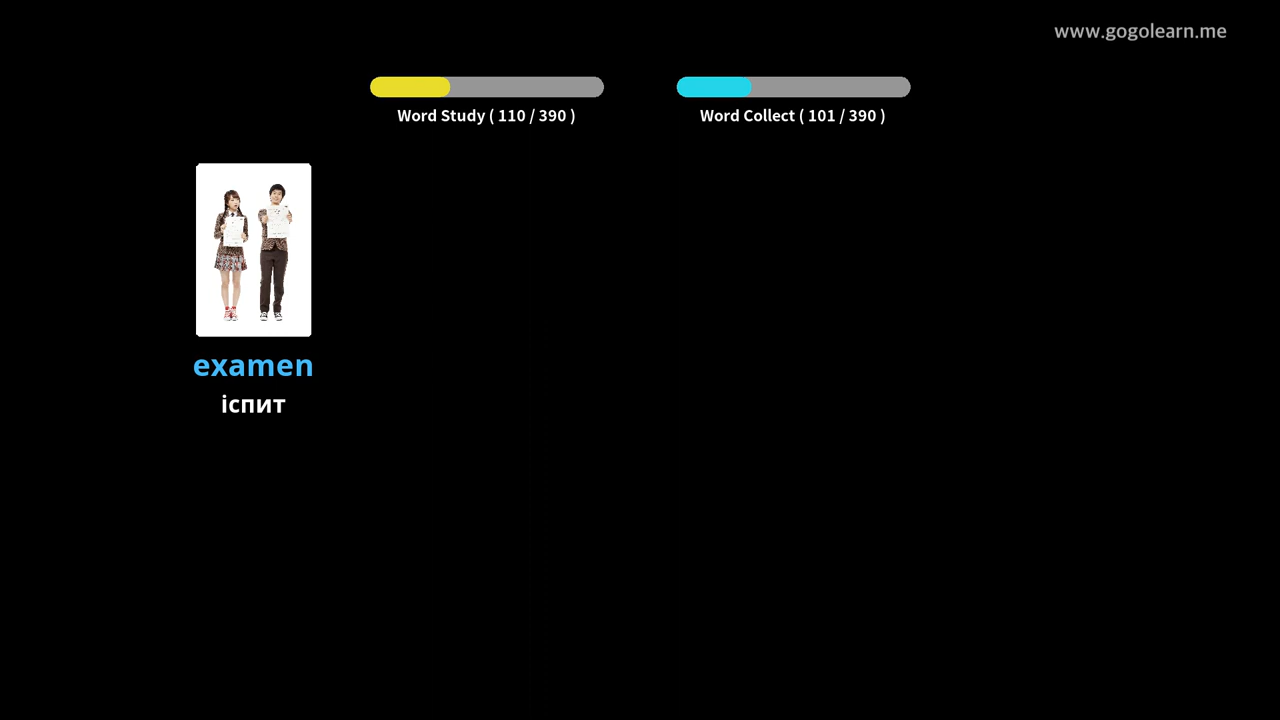 www.gogolearn.me
Word Study ( 110 / 390 )
Word Collect ( 101 / 390 )
examen
іспит